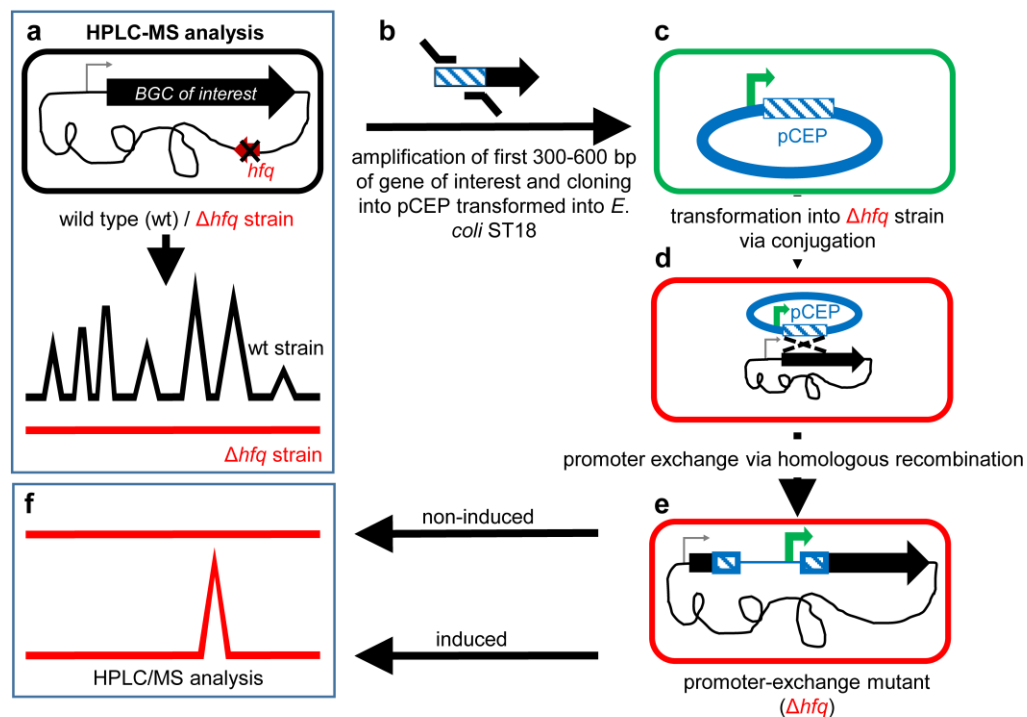 a
HPLC-MS analysis
BGC of interest
hfq
wild type (wt) / Δhfq strain
wt strain
Δhfq strain
b
amplification of first 300-600 bp
of gene of interest and cloning
into pCEP transformed into E.
coli ST18
c
pCEP
transformation into Δhfq strain
via conjugation
d
pCEP
promoter exchange via homologous recombination
e
promoter-exchange mutant
(Δhfq)
non-induced
induced
f
HPLC/MS analysis